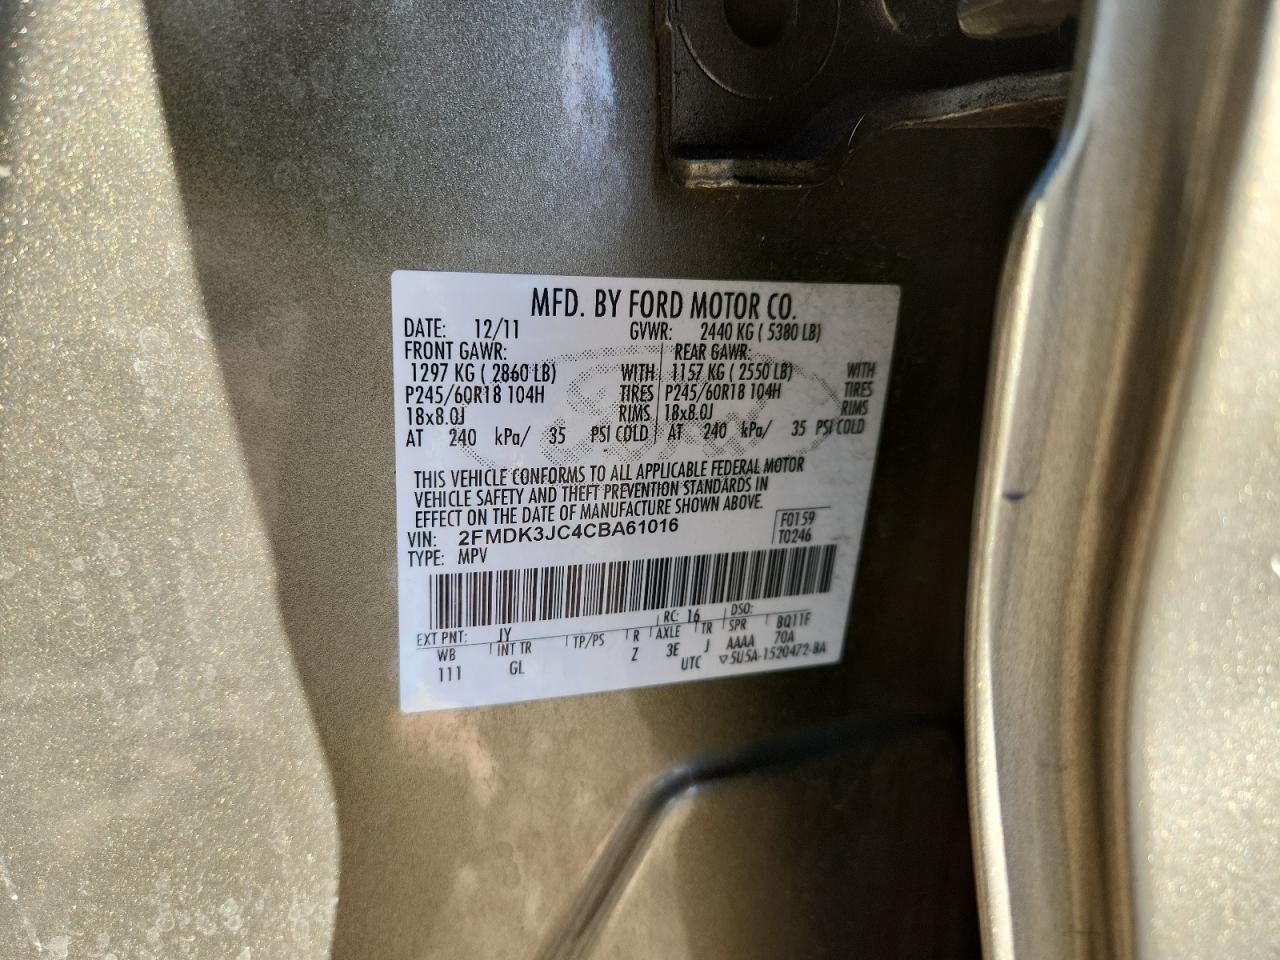 MFD. BY FORD MOTOR CO.
DATE: 12/11 GVWR: 2440 KG ( 5380 LB)
FRONT GAWR: REAR GAWR:
1297 KG ( 2860 LB) WITH 1157 KG ( 2550 LB) WITH
P245/60R18 104H TIRES P245/60R18 104H TIRES
18x8.0J RIMS 18x8.0J RIMS
AT 240 kPa/ 35 PSI COLD AT 240 kPa/ 35 PSI COLD
THIS VEHICLE CONFORMS TO ALL APPLICABLE FEDERAL MOTOR
VEHICLE SAFETY AND THEFT PREVENTION STANDARDS IN
EFFECT ON THE DATE OF MANUFACTURE SHOWN ABOVE.
VIN: 2FMDK3JC4CBA61016 F0159
TYPE: MPV T0246
EXT PNT: JY RC: 16 DSO: BQ11F
WB INT TR TP/PS R AXLE TR SPR 70A
111 GL Z 3E J AAAA
UTC ▽5U5A-1520472-BA